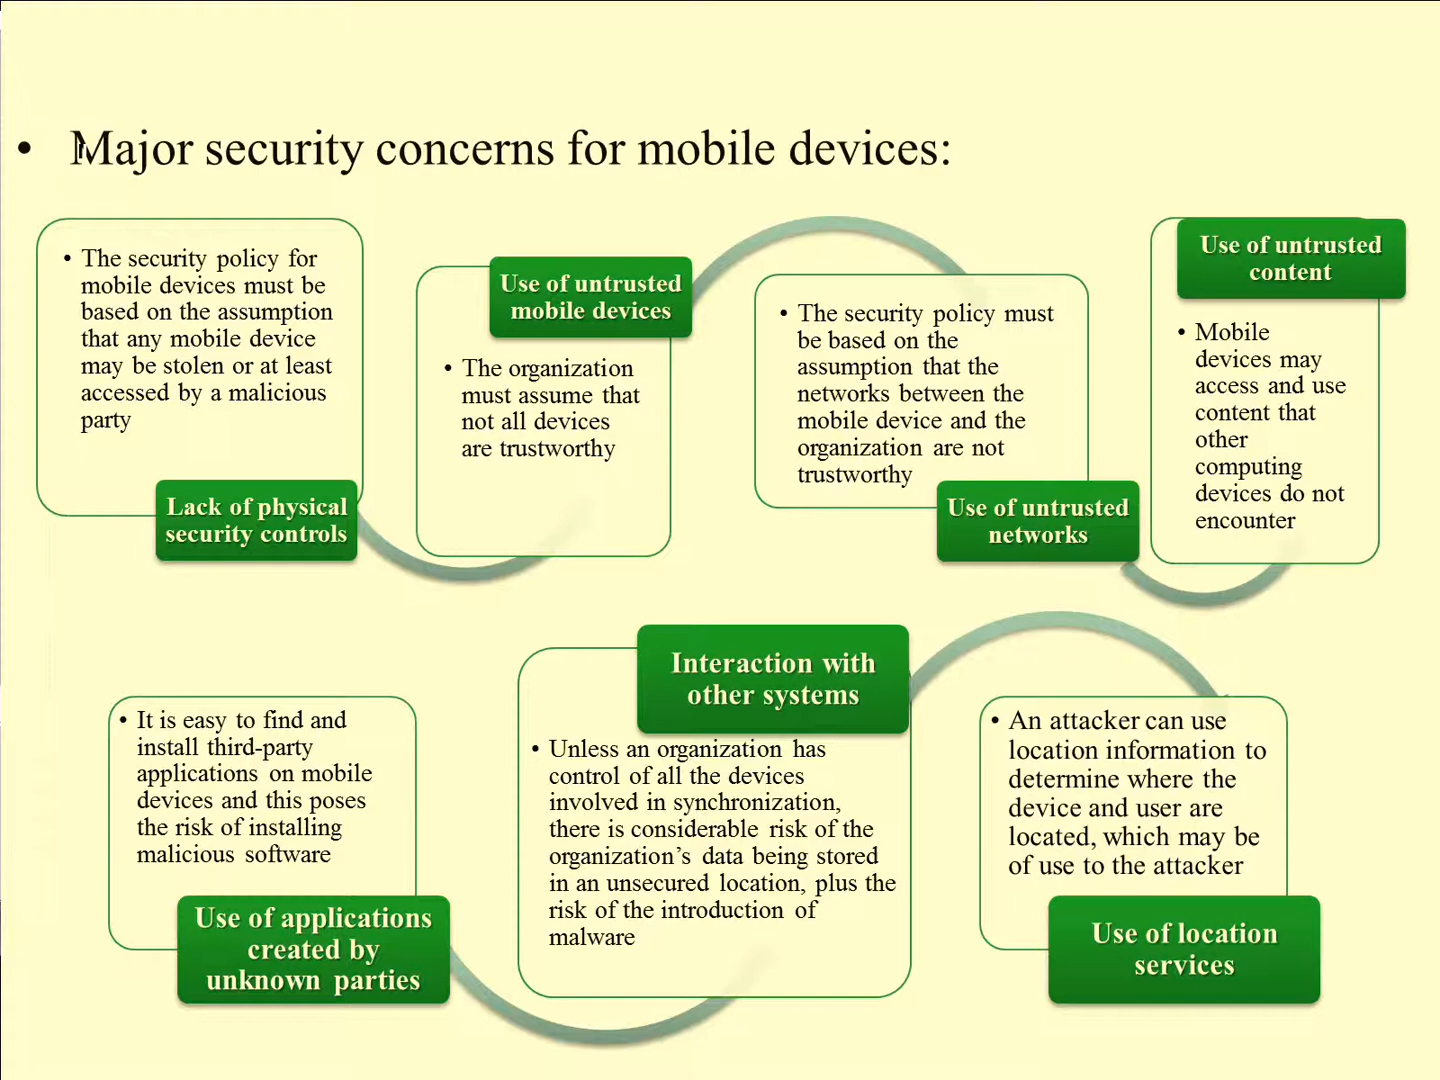 • Major security concerns for mobile devices:
• The security policy for
mobile devices must be
based on the assumption
that any mobile device
may be stolen or at least
accessed by a malicious
party
Lack of physical
security controls
Use of untrusted
mobile devices
• The organization
must assume that
not all devices
are trustworthy
• The security policy must
be based on the
assumption that the
networks between the
mobile device and the
organization are not
trustworthy
Use of untrusted
networks
Use of untrusted
content
• Mobile
devices may
access and use
content that
other
computing
devices do not
encounter
• It is easy to find and
install third-party
applications on mobile
devices and this poses
the risk of installing
malicious software
Use of applications
created by
unknown parties
Interaction with
other systems
• Unless an organization has
control of all the devices
involved in synchronization,
there is considerable risk of the
organization’s data being stored
in an unsecured location, plus the
risk of the introduction of
malware
• An attacker can use
location information to
determine where the
device and user are
located, which may be
of use to the attacker
Use of location
services